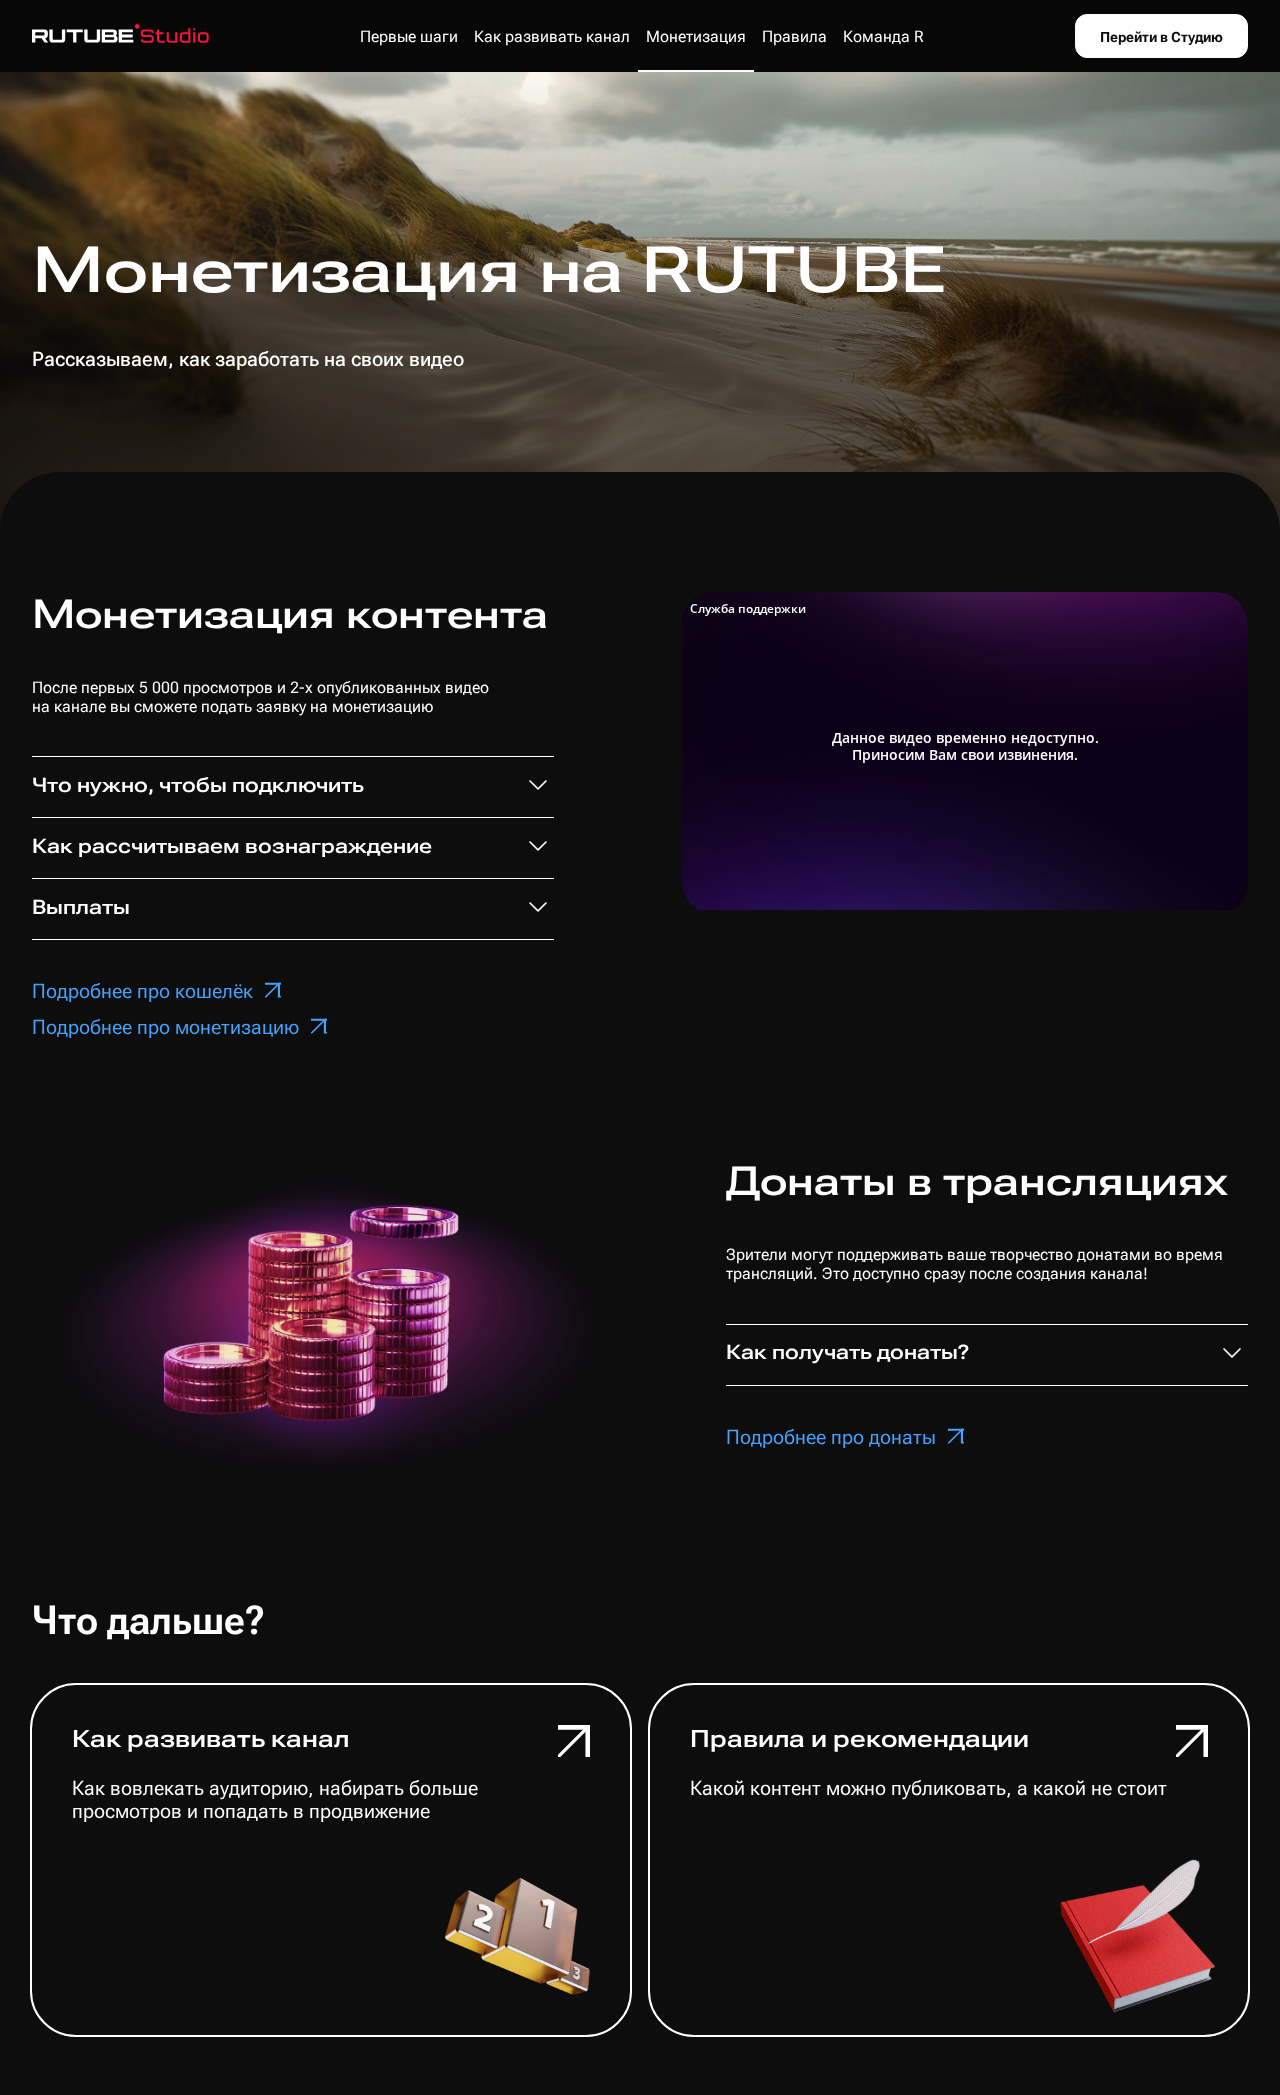 RUTUBE Studio
Первые шаги
Как развивать канал
Монетизация
Правила
Команда R
Перейти в Студию
Монетизация на RUTUBE
Рассказываем, как заработать на своих видео
Монетизация контента
После первых 5 000 просмотров и 2-х опубликованных видео
на канале вы сможете подать заявку на монетизацию
Что нужно, чтобы подключить
Как рассчитываем вознаграждение
Выплаты
Подробнее про кошелёк
Подробнее про монетизацию
Служба поддержки
Данное видео временно недоступно.
Приносим Вам свои извинения.
Донаты в трансляциях
Зрители могут поддерживать ваше творчество донатами во время
трансляций. Это доступно сразу после создания канала!
Как получать донаты?
Подробнее про донаты
Что дальше?
Как развивать канал
Как вовлекать аудиторию, набирать больше
просмотров и попадать в продвижение
2
1
3
Правила и рекомендации
Какой контент можно публиковать, а какой не стоит